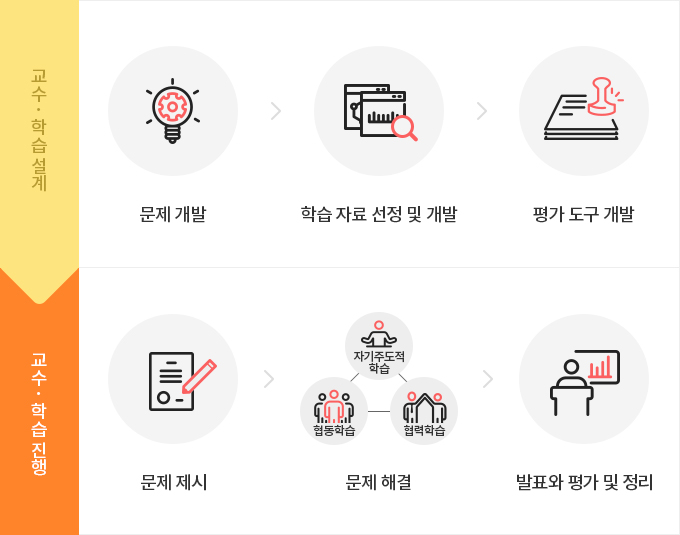 교수·학습설계
문제 개발
학습 자료 선정 및 개발
평가 도구 개발
교수·학습진행
문제 제시
자기주도적
학습
협동학습
협력학습
문제 해결
발표와 평가 및 정리